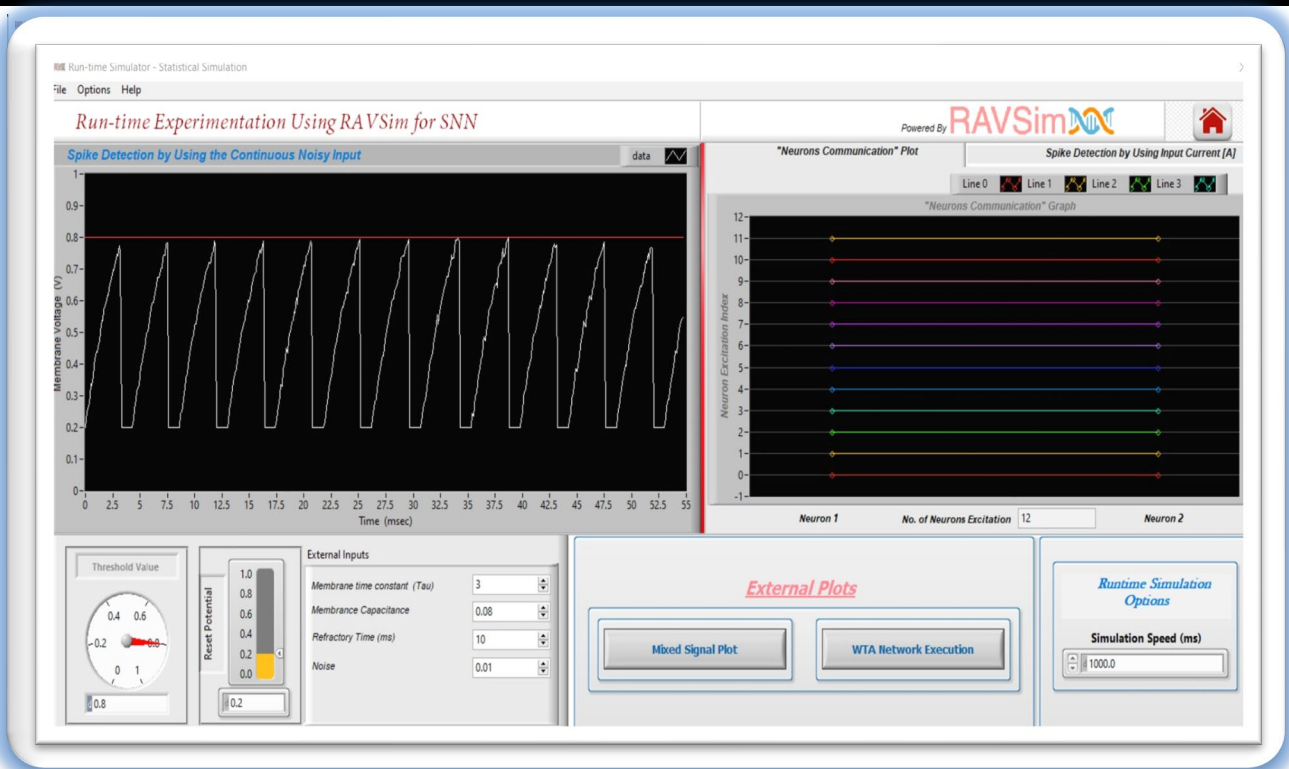 Run-time Simulator - Statistical Simulation
File Options Help
Run-time Experimentation Using RAVSim for SNN
Powered By RAVSim
Spike Detection by Using the Continuous Noisy Input
data
"Neurons Communication" Plot
Spike Detection by Using Input Current [A]
Line 0 Line 1 Line 2 Line 3
"Neurons Communication" Graph
Membrane Voltage (V)
1
0.9
0.8
0.7
0.6
0.5
0.4
0.3
0.2
0.1
0
0 2.5 5 7.5 10 12.5 15 17.5 20 22.5 25 27.5 30 32.5 35 37.5 40 42.5 45 47.5 50 52.5 55
Time (msec)
Neuron Excitation Index
12
11
10
9
8
7
6
5
4
3
2
1
0
-1
Neuron 1 No. of Neurons Excitation 12 Neuron 2
Threshold Value
0.4 0.6
0.2 0.8
0 1
0.8
Reset Potential
1.0
0.8
0.6
0.4
0.2
0.0
0.2
External Inputs
Membrane time constant (Tau) 3
Membrance Capacitance 0.08
Refractory Time (ms) 10
Noise 0.01
External Plots
Mixed Signal Plot
WTA Network Execution
Runtime Simulation
Options
Simulation Speed (ms)
1000.0